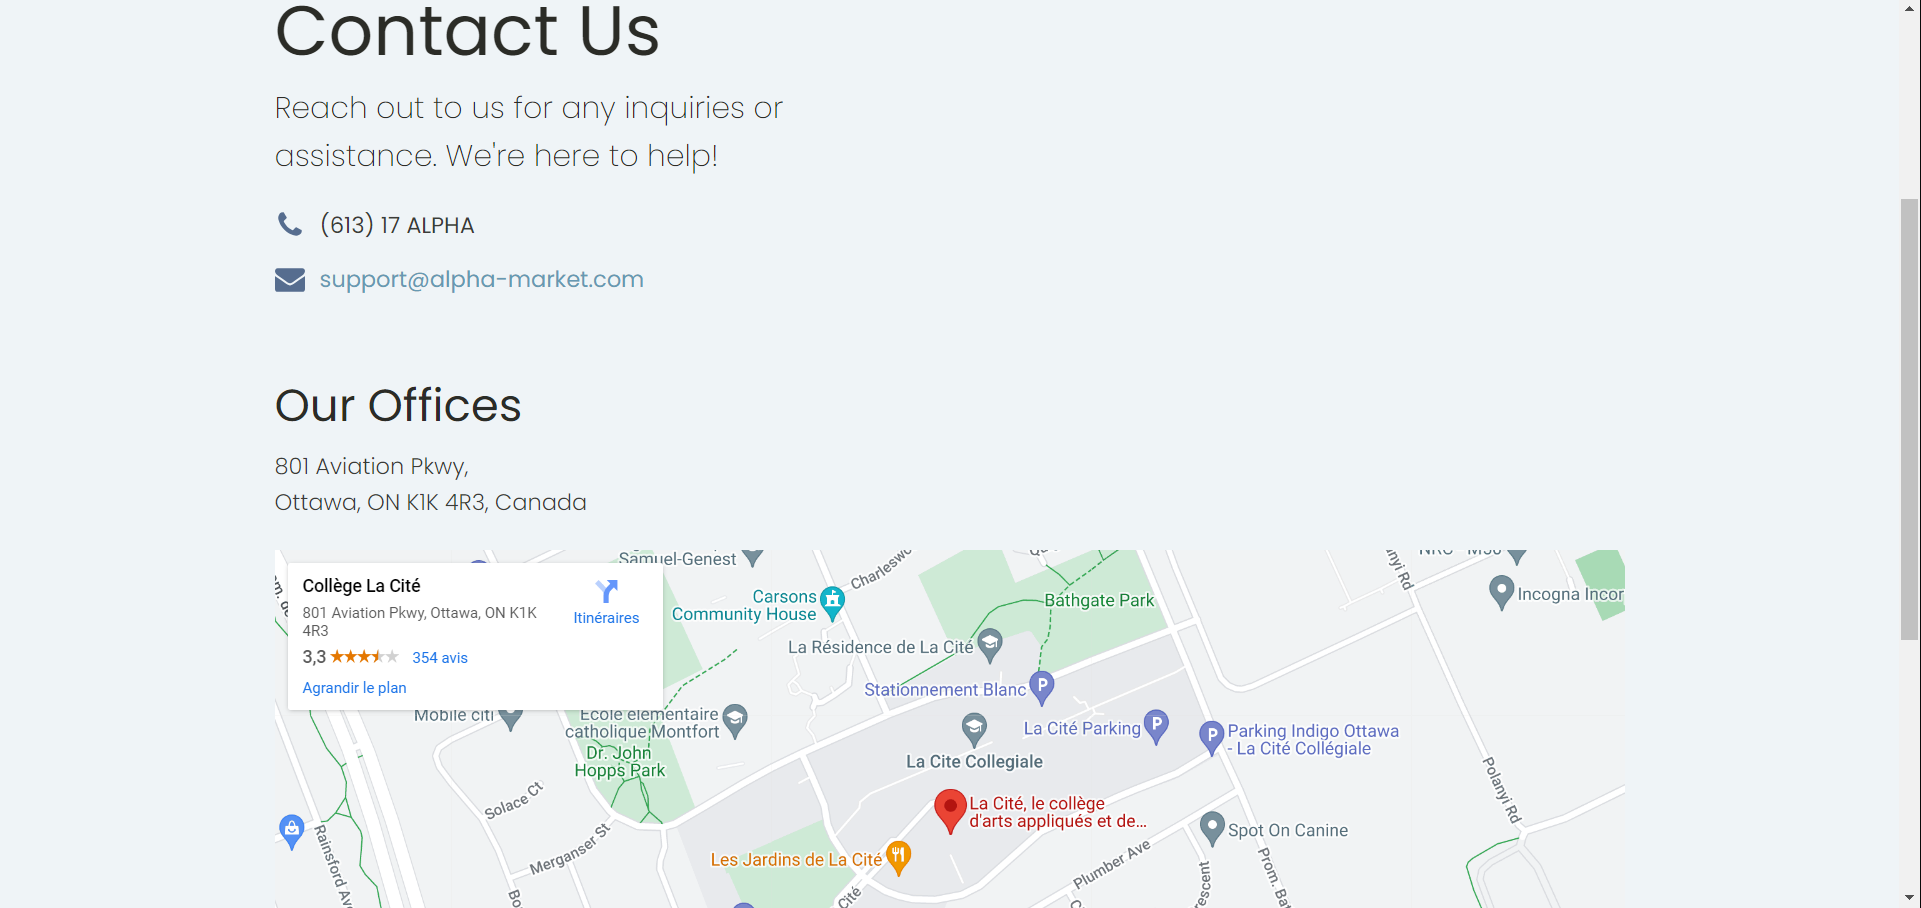 Contact Us
Reach out to us for any inquiries or
assistance. We're here to help!
(613) 17 ALPHA
support@alpha-market.com
Our Offices
801 Aviation Pkwy,
Ottawa, ON K1K 4R3, Canada
Collège La Cité
801 Aviation Pkwy, Ottawa, ON K1K
4R3
Itinéraires
3,3
354 avis
Agrandir le plan
Samuel-Genest
Carsons
Community House
Bathgate Park
Incogna Incor
La Résidence de La Cité
Stationnement Blanc
Mobile citi
École élémentaire
catholique Montfort
La Cité Parking
Parking Indigo Ottawa
- La Cité Collégiale
Dr. John
Hopps Park
La Cite Collegiale
Polanyi Rd
Solace Ct
La Cité, le collège
d'arts appliqués et de...
Rainsford Av
Merganser St
Spot On Canine
Les Jardins de La Cité
Plumber Ave
Prom. Ba
rescent
Cité
P
P
P
nyi Rd